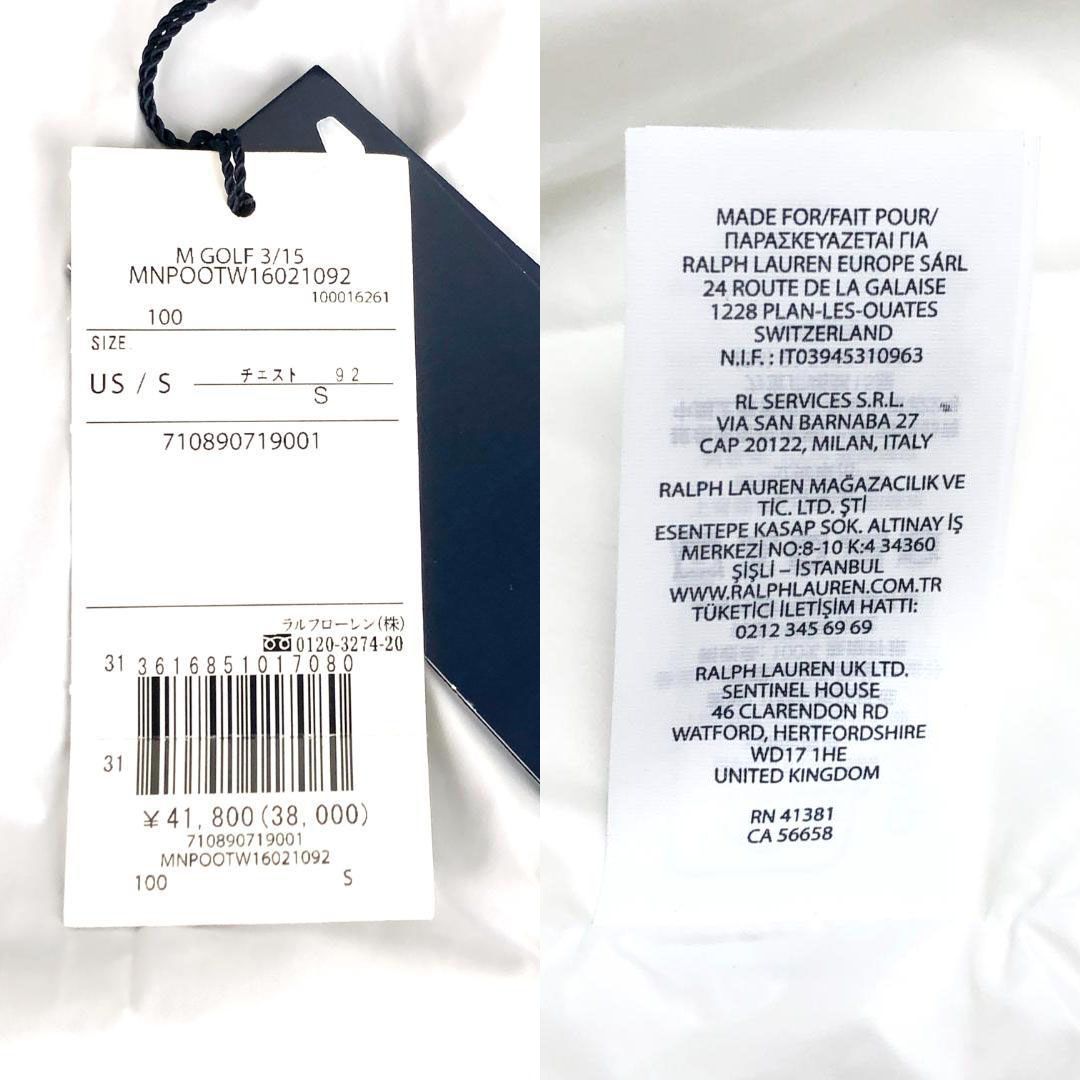 M GOLF 3/15
MNPOOTW16021092
100016261
100
SIZE
US / S チェスト 92
S
710890719001
ラルフローレン(株)
0120-3274-20
31 3616851017080
31
¥41,800(38,000)
710890719001
MNPOOTW16021092
100 S
MADE FOR/FAIT POUR/
ΠΑΡΑΣΚΕΥΑΖΕΤΑΙ ΓΙΑ
RALPH LAUREN EUROPE SÁRL
24 ROUTE DE LA GALAISE
1228 PLAN-LES-OUATES
SWITZERLAND
N.I.F. : IT03945310963
RL SERVICES S.R.L.
VIA SAN BARNABA 27
CAP 20122, MILAN, ITALY
RALPH LAUREN MAĞAZACILIK VE
TİC. LTD. ŞTİ
ESENTEPE KASAP SOK. ALTINAY İŞ
MERKEZİ NO:8-10 K:4 34360
ŞİŞLİ – İSTANBUL
WWW.RALPHLAUREN.COM.TR
TÜKETİCİ İLETİŞİM HATTI:
0212 345 69 69
RALPH LAUREN UK LTD.
SENTINEL HOUSE
46 CLARENDON RD
WATFORD, HERTFORDSHIRE
WD17 1HE
UNITED KINGDOM
RN 41381
CA 56658